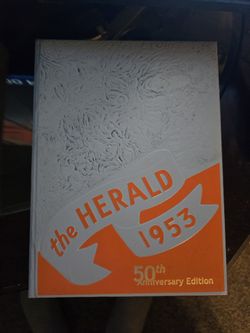 the HERALD
1953
50th
Anniversary Edition